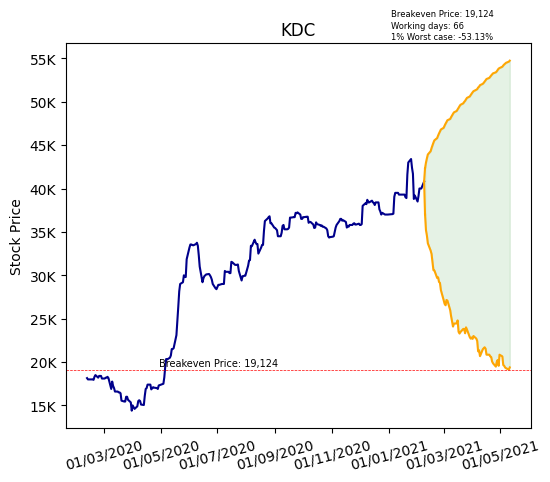 Breakeven Price: 19,124
Working days: 66
1% Worst case: -53.13%
KDC
55K
50K
45K
40K
35K
30K
25K
20K
15K
Stock Price
Breakeven Price: 19,124
01/03/2020 01/05/2020 01/07/2020 01/09/2020 01/11/2020 01/01/2021 01/03/2021 01/05/2021